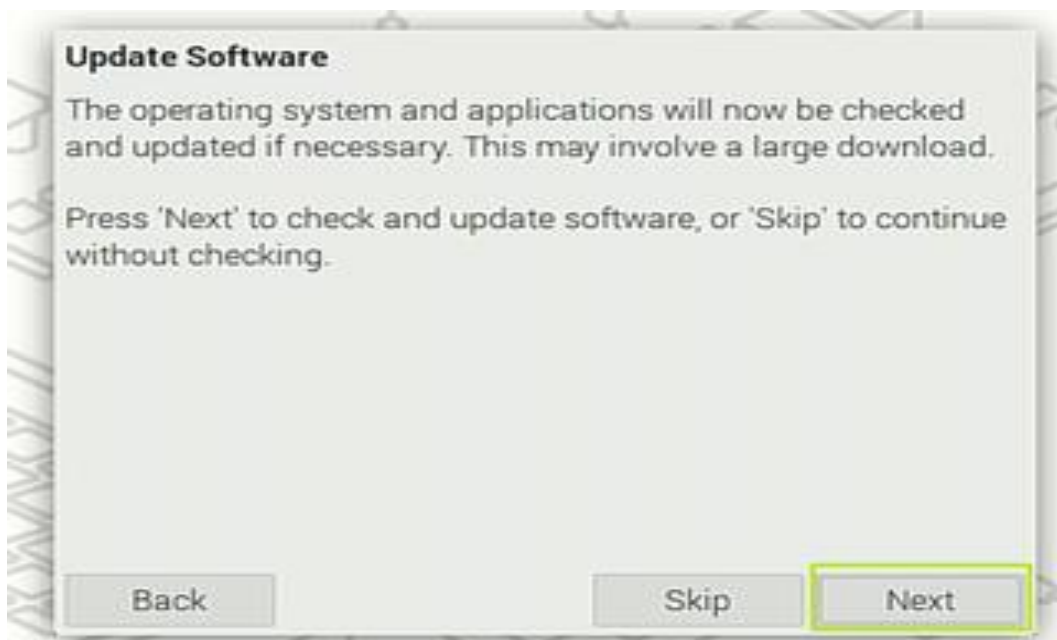 Update Software
The operating system and applications will now be checked
and updated if necessary. This may involve a large download.
Press 'Next' to check and update software, or 'Skip' to continue
without checking.
Back
Skip
Next